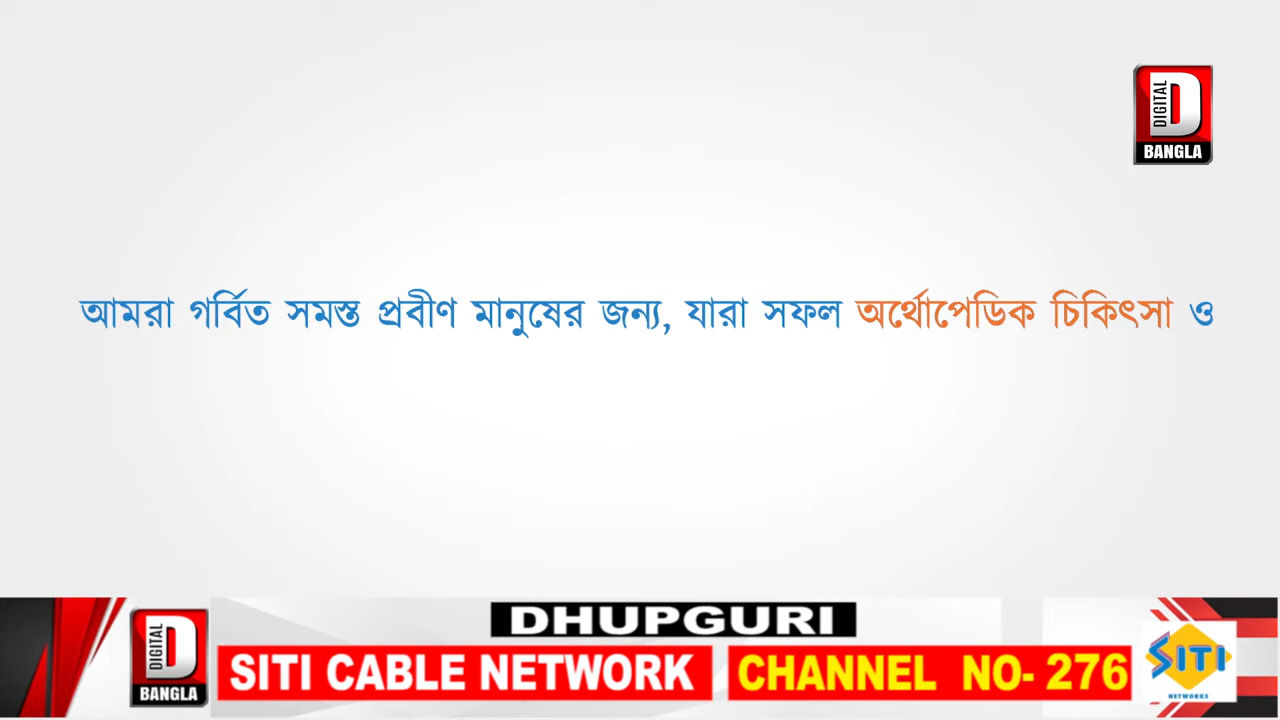 DIGITAL
BANGLA
আমরা গর্বিত সমস্ত প্রবীণ মানুষের জন্য, যারা সফল অর্থোপেডিক চিকিৎসা ও
DHUPGURI
DIGITAL
BANGLA
SITI CABLE NETWORK
CHANNEL NO- 276
SITI
NETWORKS